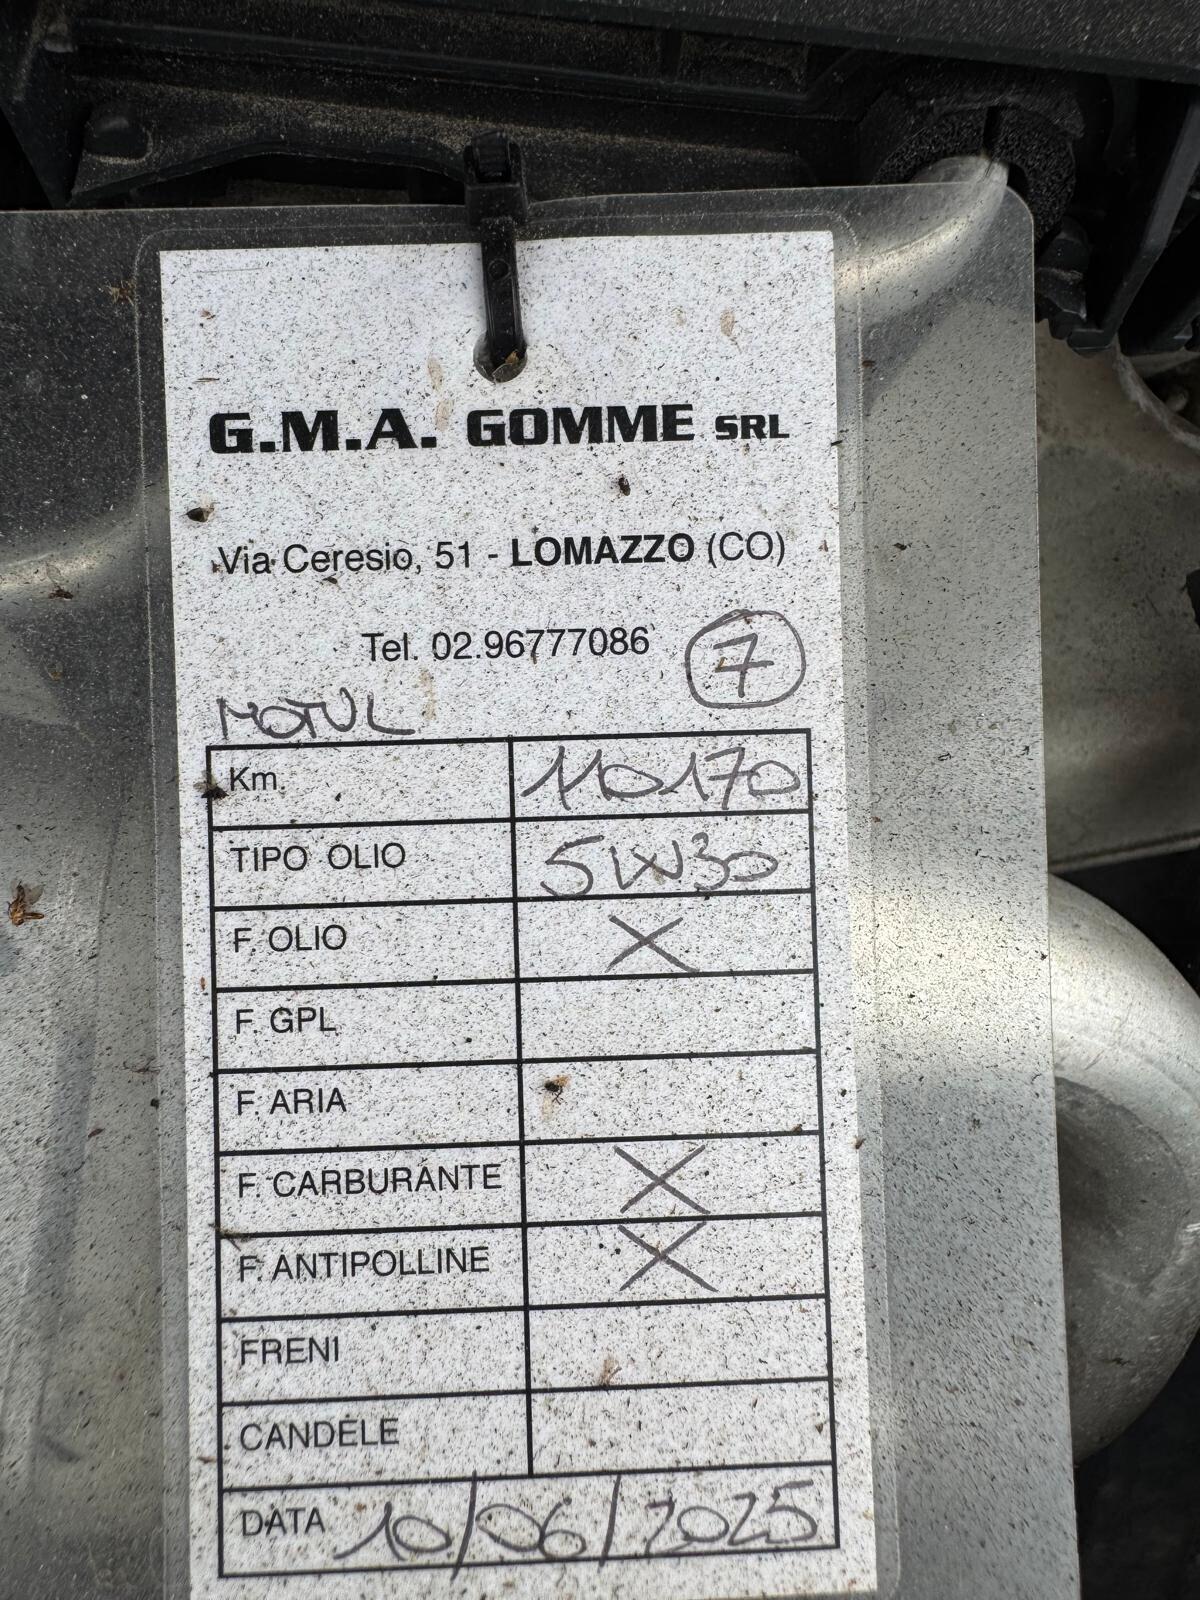 G.M.A. GOMME SRL
Via Ceresio, 51 - LOMAZZO (CO)
Tel. 02.96777086 7
MOTUL
Km. 110170
TIPO OLIO 5W30
F. OLIO X
F. GPL
F. ARIA
F. CARBURANTE X
F. ANTIPOLLINE X
FRENI
CANDELE
DATA 10/06/2025